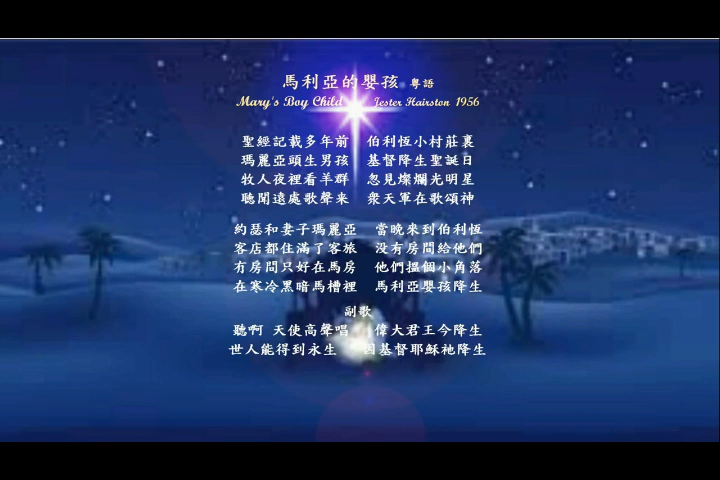 馬利亞的嬰孩 粵語
Mary's Boy Child Jester Hairston 1956
聖經記載多年前 伯利恆小村莊裏
瑪麗亞頭生男孩 基督降生聖誕日
牧人夜裡看羊群 忽見燦爛光明星
聽聞遠處歌聲来 衆天軍在歌頌神
約瑟和妻子瑪麗亞 當晚來到伯利恆
客店都住滿了客旅 没有房間給他們
冇房間只好在馬房 他們搵個小角落
在寒冷黑暗馬槽裡 馬利亞嬰孩降生
副歌
聽啊 天使高聲唱 偉大君王今降生
世人能得到永生 因基督耶穌祂降生